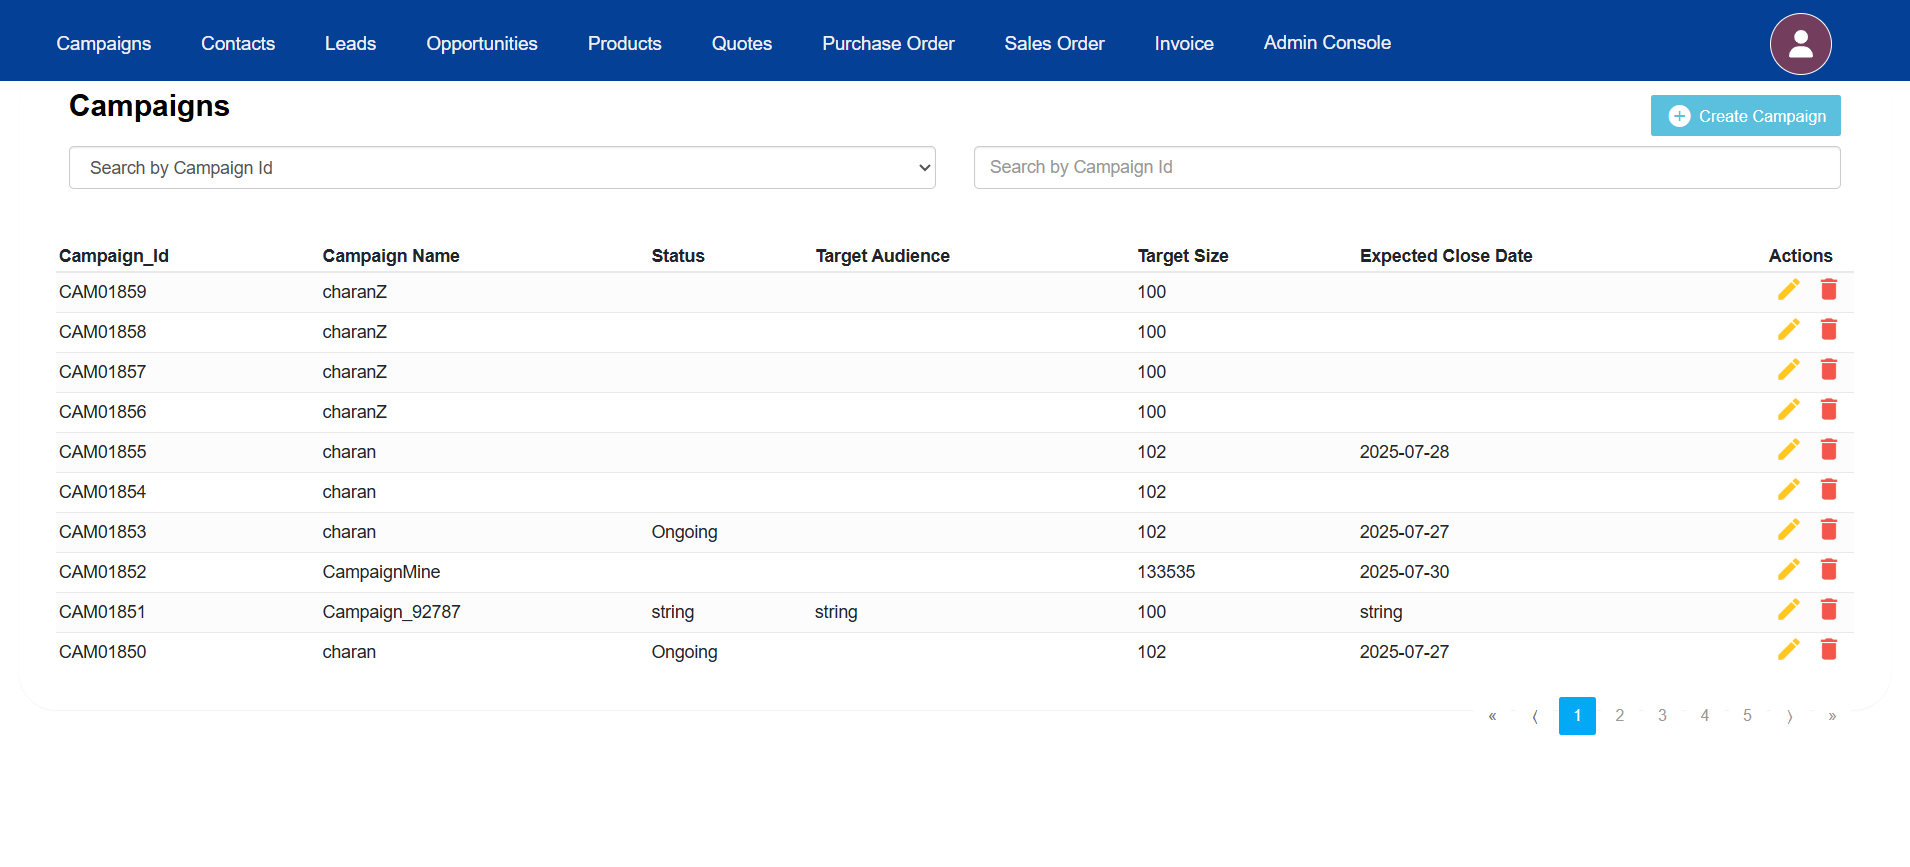 Campaigns Contacts Leads Opportunities Products Quotes Purchase Order Sales Order Invoice Admin Console
Campaigns
Create Campaign
Search by Campaign Id Search by Campaign Id
Campaign_Id Campaign Name Status Target Audience Target Size Expected Close Date Actions
CAM01859 charanZ 100
CAM01858 charanZ 100
CAM01857 charanZ 100
CAM01856 charanZ 100
CAM01855 charan 102 2025-07-28
CAM01854 charan 102
CAM01853 charan Ongoing 102 2025-07-27
CAM01852 CampaignMine 133535 2025-07-30
CAM01851 Campaign_92787 string string 100 string
CAM01850 charan Ongoing 102 2025-07-27
« ⟨ 1 2 3 4 5 ⟩ »